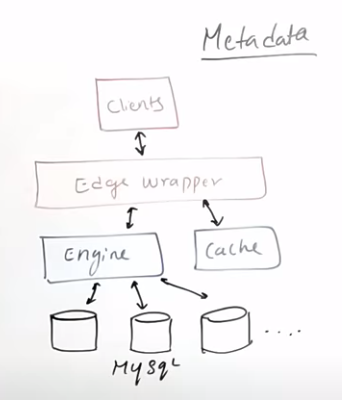 Metadata
Clients
Edge wrapper
Engine
Cache
....
MySqL